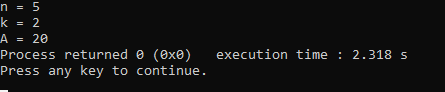 n = 5
k = 2
A = 20
Process returned 0 (0x0)   execution time : 2.318 s
Press any key to continue.